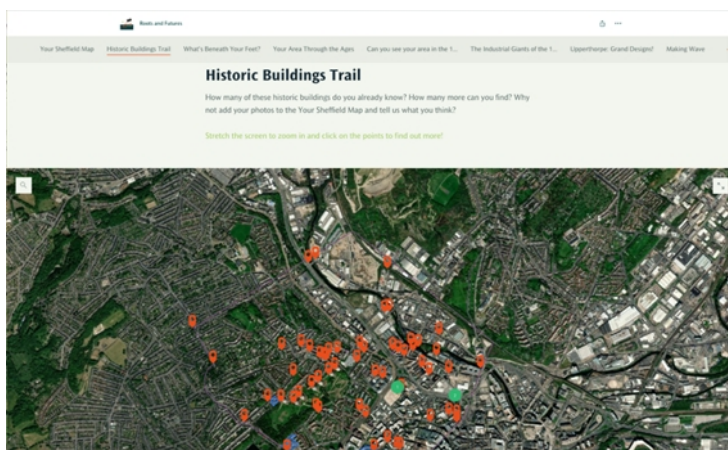 Roots and Futures
Your Sheffield Map Historic Buildings Trail What's Beneath Your Feet? Your Area Through the Ages Can you see your area in the 1... The Industrial Giants of the 1... Upperthorpe: Grand Designs? Making Wave
Historic Buildings Trail
How many of these historic buildings do you already know? How many more can you find? Why
not add your photos to the Your Sheffield Map and tell us what you think?
Stretch the screen to zoom in and click on the points to find out more!